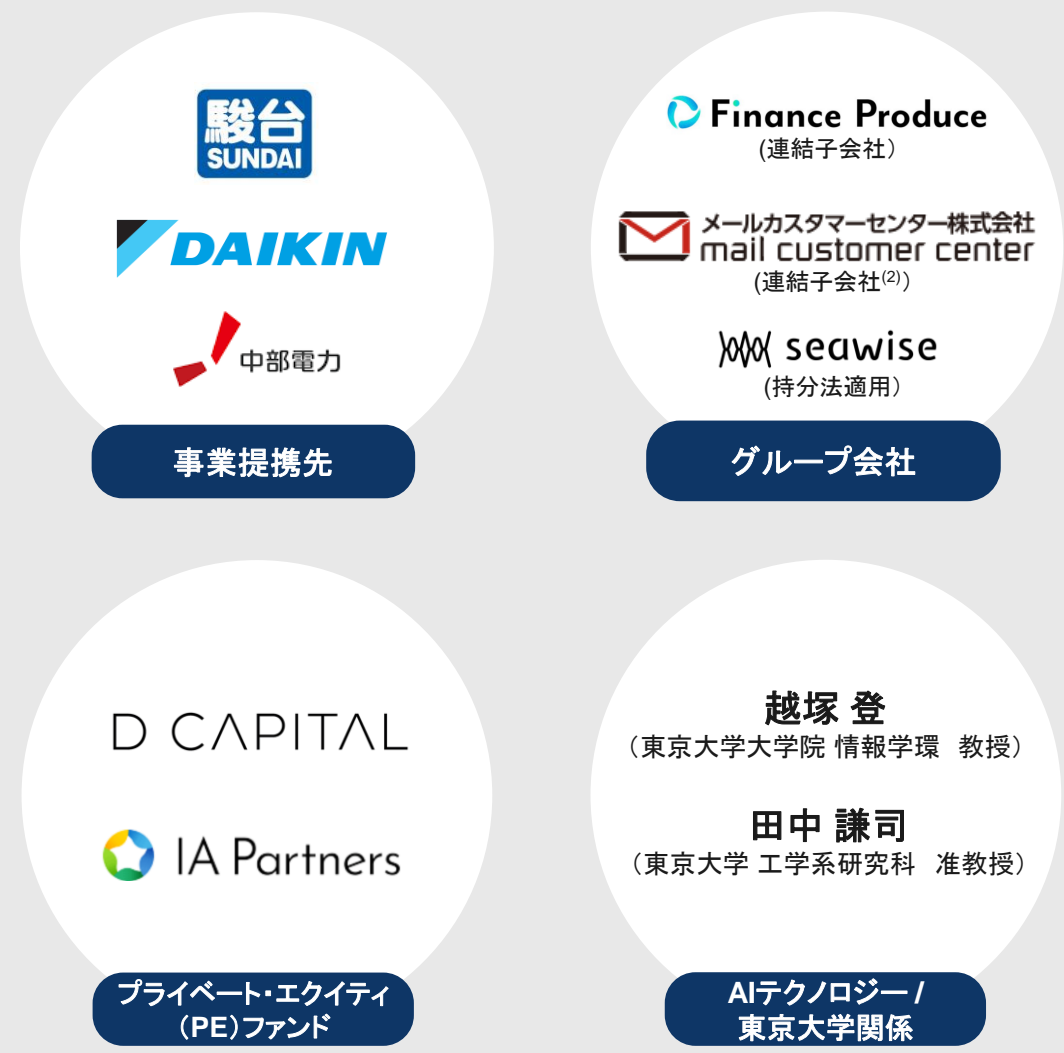 駿台
SUNDAI
DAIKIN
中部電力
事業提携先
Finance Produce
(連結子会社）
メールカスタマーセンター株式会社
mail customer center
(連結子会社(2)）
seawise
(持分法適用）
グループ会社
D CAPITAL
IA Partners
プライベート・エクイティ
（PE）ファンド
越塚 登
（東京大学大学院 情報学環 教授）
田中 謙司
（東京大学 工学系研究科 准教授）
AIテクノロジー /
東京大学関係